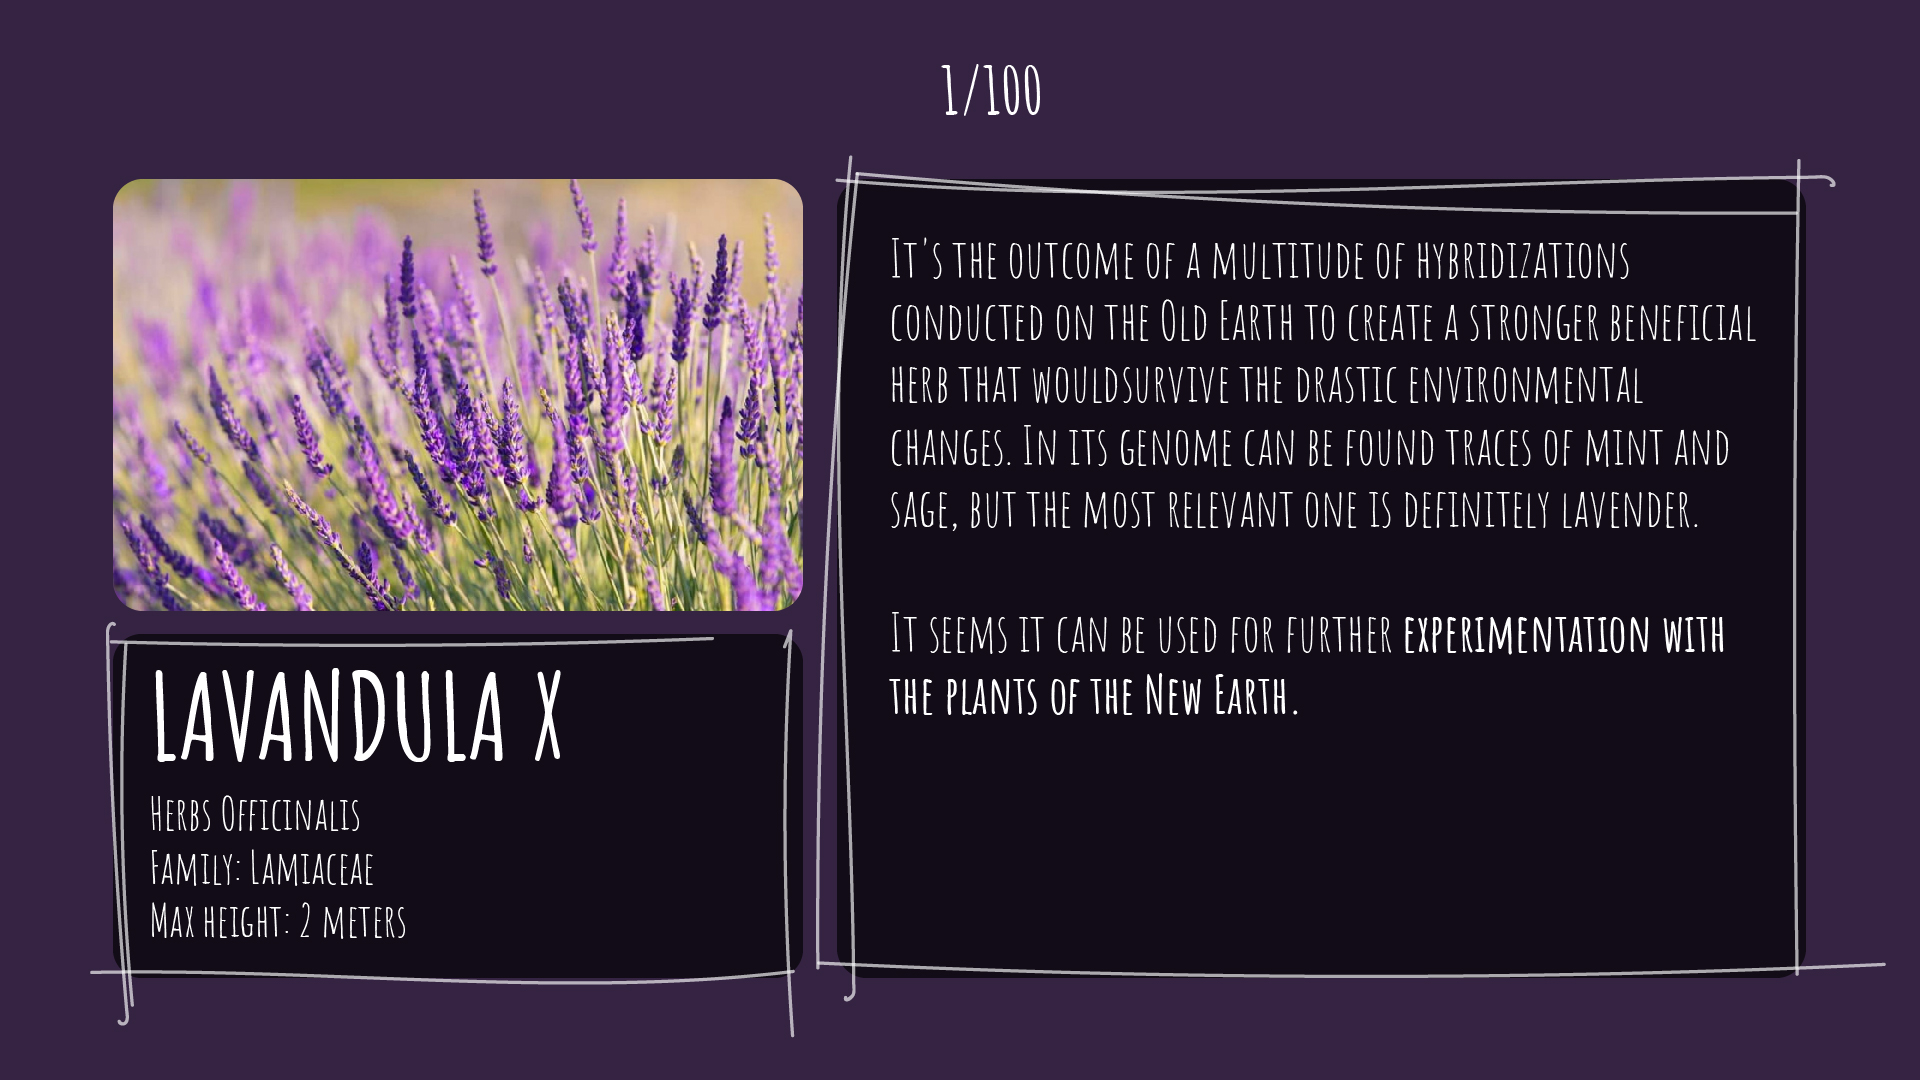 1/100
LAVANDULA X
Herbs Officinalis
Family: Lamiaceae
Max height: 2 meters
It's the outcome of a multitude of hybridizations
conducted on the Old Earth to create a stronger beneficial
herb that wouldsurvive the drastic environmental
changes. In its genome can be found traces of mint and
sage, but the most relevant one is definitely lavender.
It seems it can be used for further experimentation with
the plants of the New Earth.